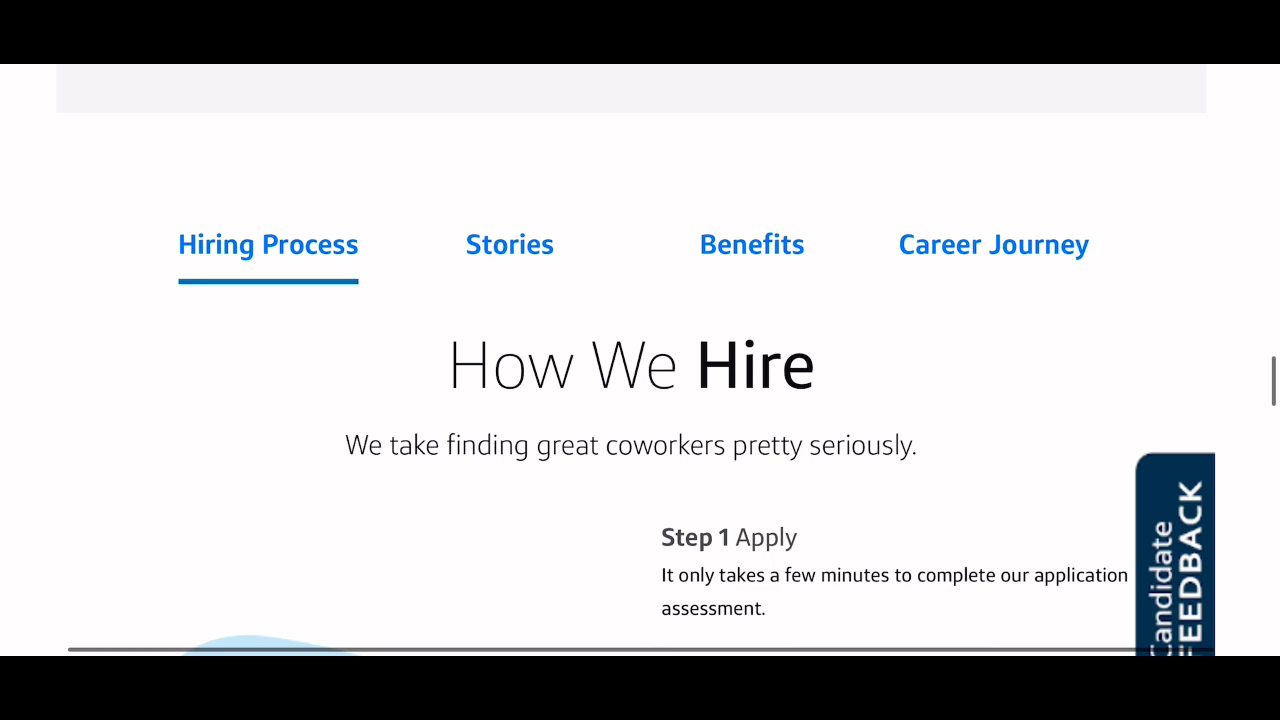 Hiring Process Stories Benefits Career Journey
How We Hire
We take finding great coworkers pretty seriously.
Step 1 Apply
It only takes a few minutes to complete our application
assessment.
Candidate
FEEDBACK